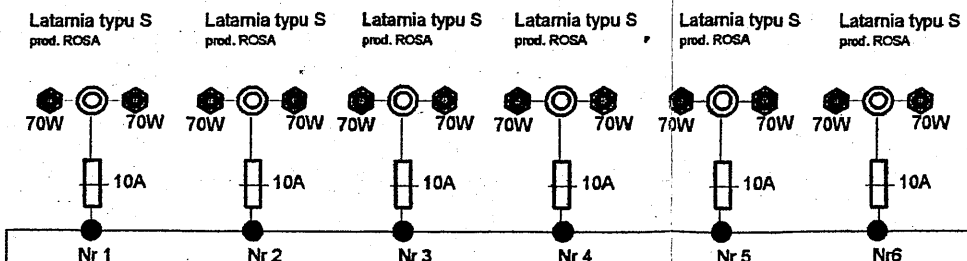 Latarnia typu S Latarnia typu S Latarnia typu S Latarnia typu S Latarnia typu S Latarnia typu S
prod. ROSA prod. ROSA prod. ROSA prod. ROSA prod. ROSA prod. ROSA
70W 70W 70W 70W 70W 70W 70W 70W 70W 70W 70W 70W
10A 10A 10A 10A 10A 10A
Nr 1 Nr 2 Nr 3 Nr 4 Nr 5 Nr6